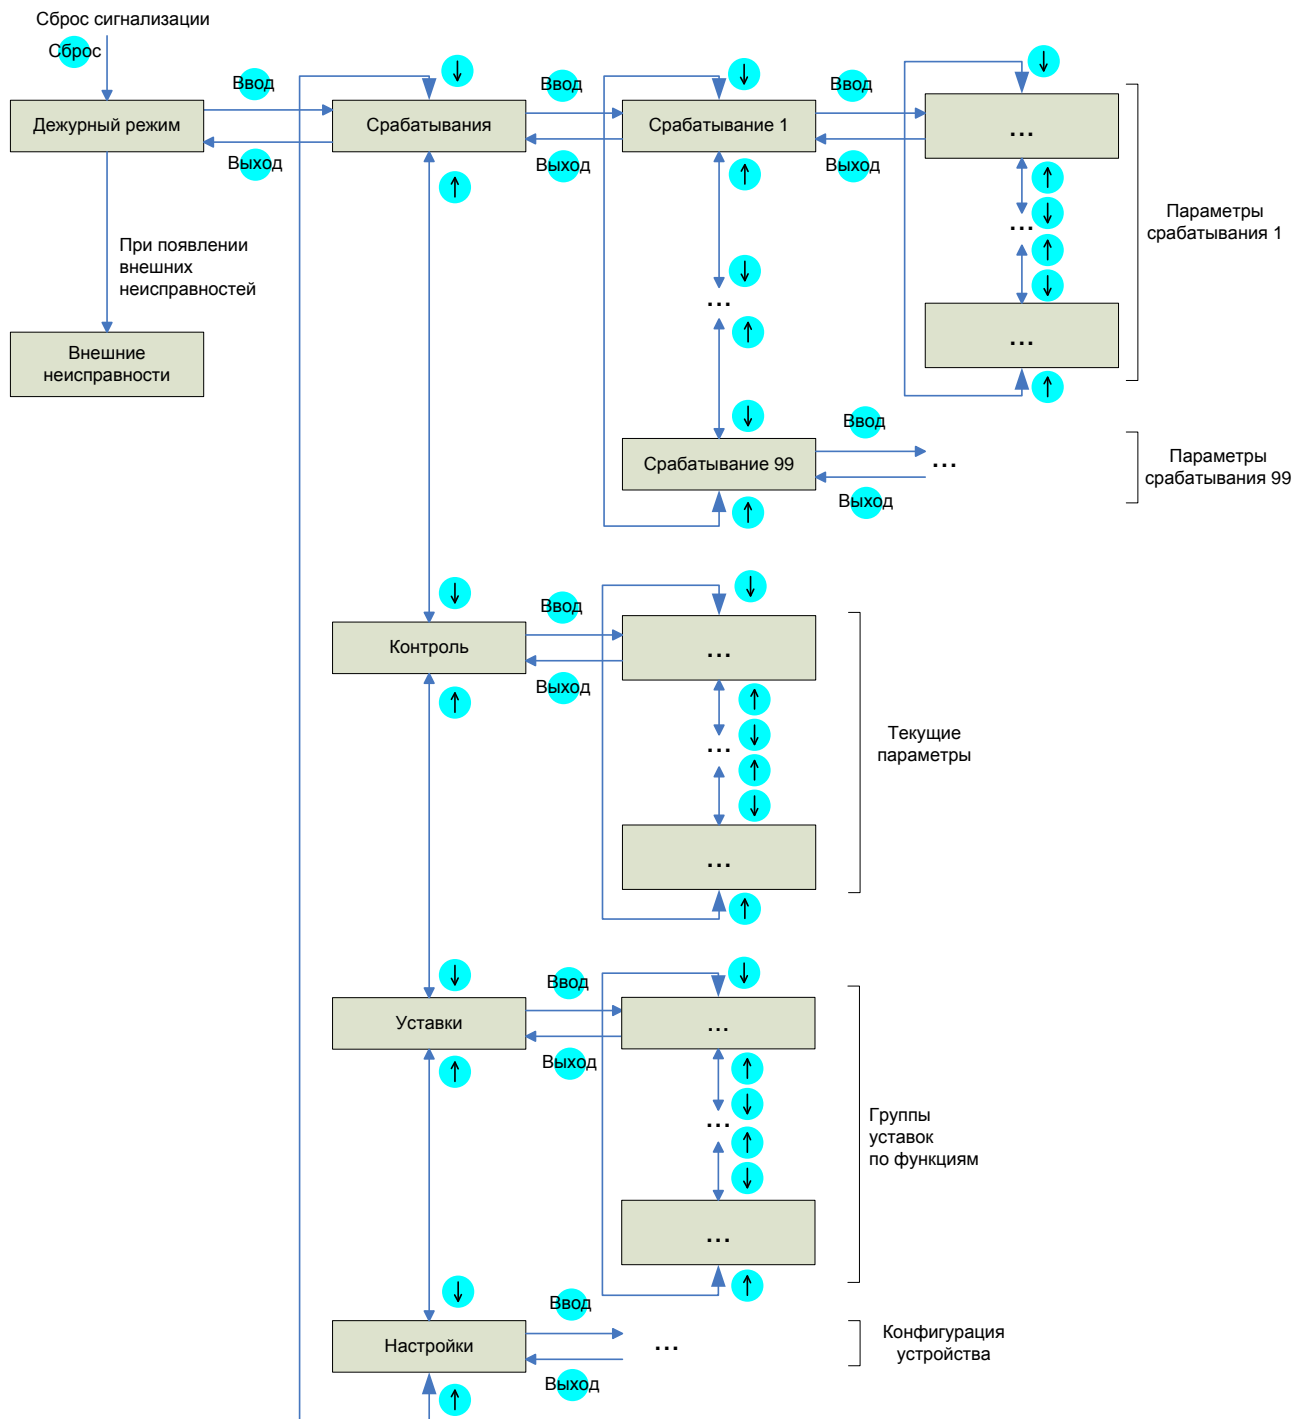 Сброс сигнализации
Сброс
Ввод
Ввод
Ввод
Дежурный режим
Срабатывания
Срабатывание 1
...
Выход
Выход
Выход
Параметры
срабатывания 1
...
При появлении
внешних
неисправностей
...
...
Внешние
неисправности
Ввод
Срабатывание 99
...
Параметры
срабатывания 99
Выход
Ввод
Контроль
...
Выход
Текущие
параметры
...
...
Ввод
Уставки
...
Выход
Группы
уставок
по функциям
...
...
Ввод
Настройки
...
Конфигурация
устройства
Выход